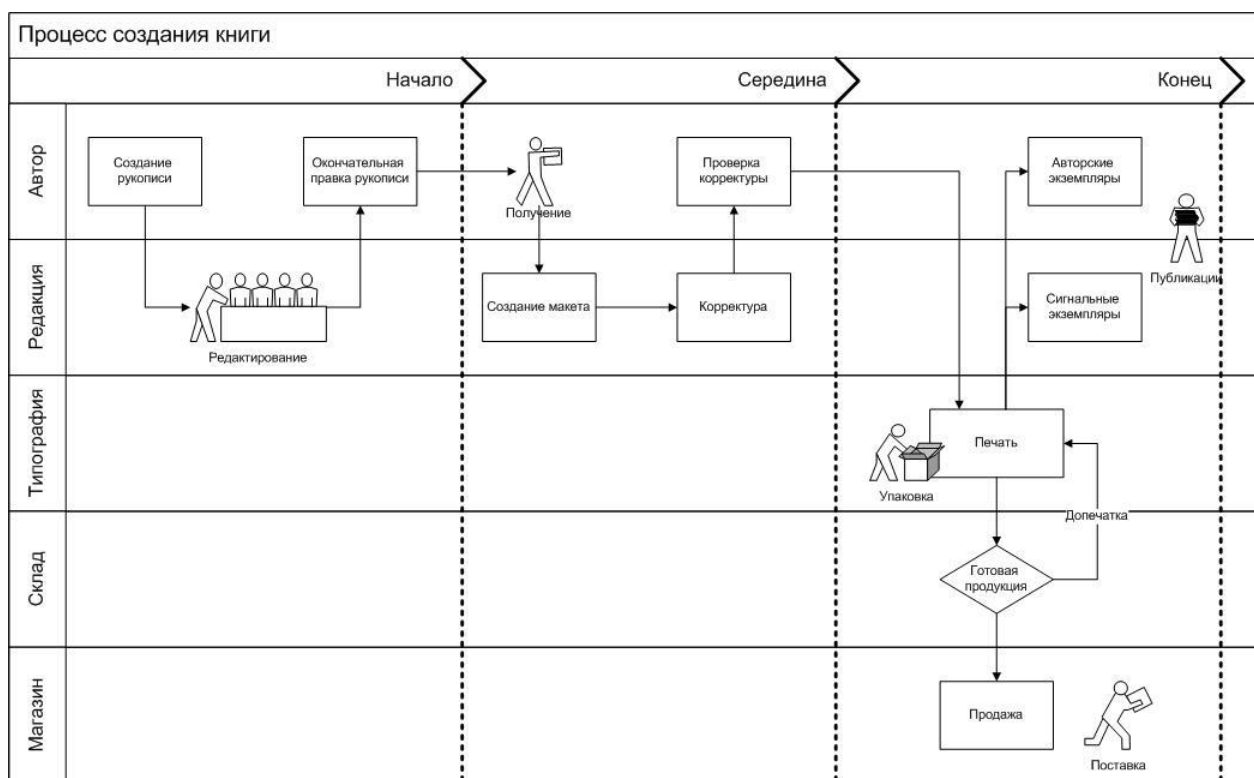 Процесс создания книги
Начало
Середина
Конец
Автор
Создание
рукописи
Окончательная
правка рукописи
Получение
Проверка
корректуры
Авторские
экземпляры
Публикации
Редакция
Редактирование
Создание макета
Корректура
Сигнальные
экземпляры
Типография
Печать
Упаковка
Допечатка
Склад
Готовая
продукция
Магазин
Продажа
Поставка